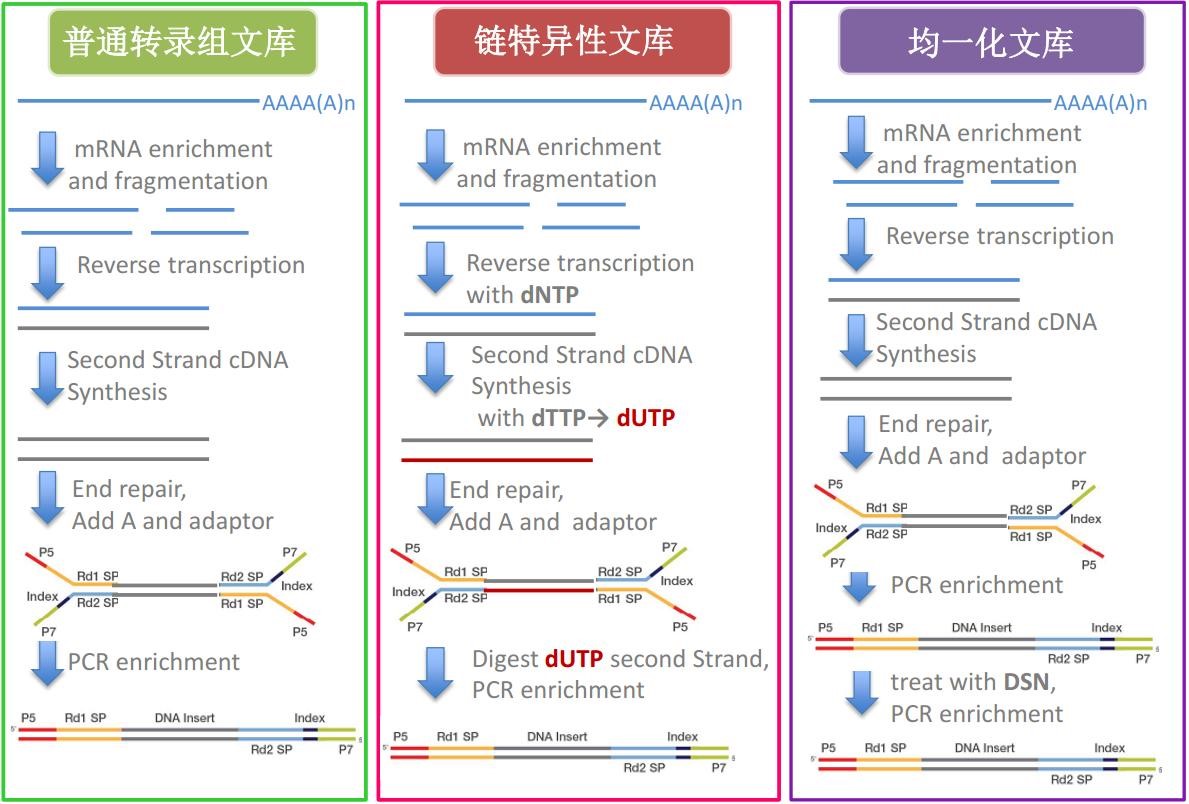 普通转录组文库
AAAA(A)n
mRNA enrichment
and fragmentation
Reverse transcription
Second Strand cDNA
Synthesis
End repair,
Add A and adaptor
P5
P7
Rd1 SP
Rd2 SP
Index
Index
Rd2 SP
Rd1 SP
P7
P5
PCR enrichment
P5
Rd1 SP
DNA Insert
Index
5'
5'
Rd2 SP
P7
链特异性文库
AAAA(A)n
mRNA enrichment
and fragmentation
Reverse transcription
with dNTP
Second Strand cDNA
Synthesis
with dTTP→ dUTP
End repair,
Add A and adaptor
P5
P7
Rd1 SP
Rd2 SP
Index
Index
Rd2 SP
Rd1 SP
P7
P5
Digest dUTP second Strand,
PCR enrichment
P5
Rd1 SP
DNA Insert
Index
5'
5'
Rd2 SP
P7
均一化文库
AAAA(A)n
mRNA enrichment
and fragmentation
Reverse transcription
Second Strand cDNA
Synthesis
End repair,
Add A and adaptor
P5
P7
Rd1 SP
Rd2 SP
Index
Index
Rd2 SP
Rd1 SP
P7
P5
PCR enrichment
P5
Rd1 SP
DNA Insert
Index
5'
5'
Rd2 SP
P7
treat with DSN,
PCR enrichment
P5
Rd1 SP
DNA Insert
Index
5'
5'
Rd2 SP
P7